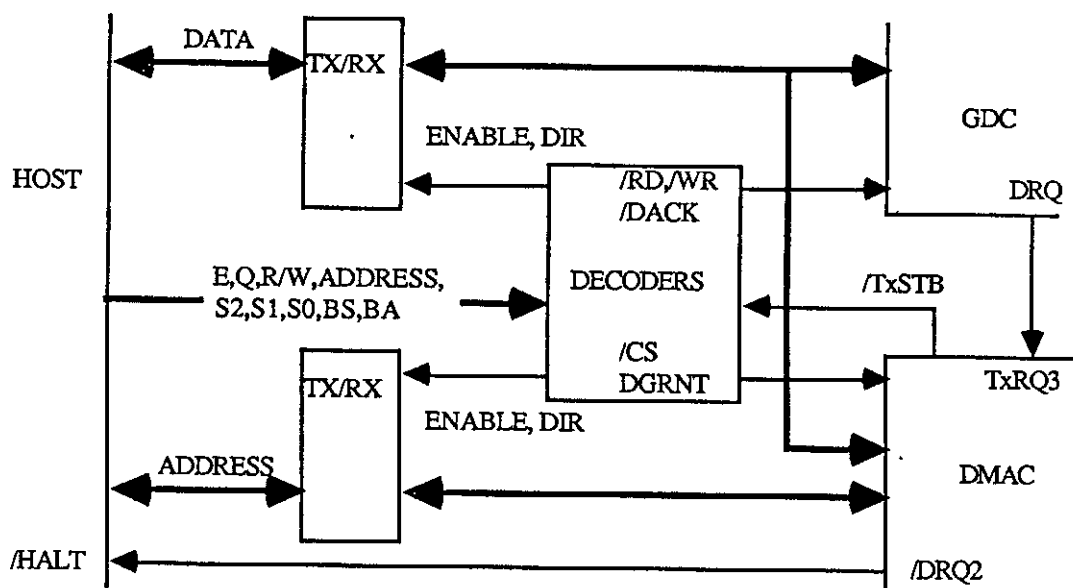 DATA
TX/RX
GDC
ENABLE, DIR
HOST
/RD,/WR
/DACK
DRQ
E,Q,R/W,ADDRESS,
S2,S1,S0,BS,BA
DECODERS
/TxSTB
/CS
DGRNT
TX/RX
TxRQ3
ENABLE, DIR
ADDRESS
DMAC
/HALT
/DRQ2